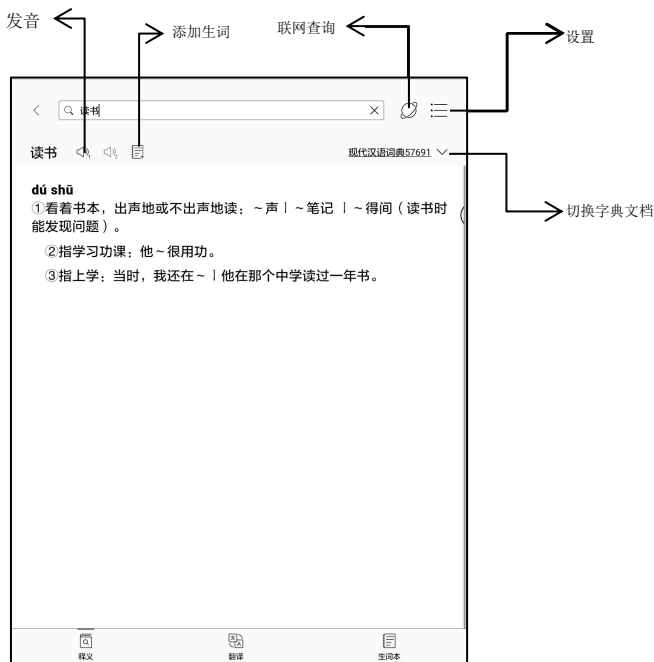 发音
添加生词
联网查询
设置
读书
读书
现代汉语词典57691
切换字典文档
dú shū
①看着书本，出声地或不出声地读：～声｜～笔记 ｜～得间（读书时
能发现问题）。
②指学习功课：他～很用功。
③指上学：当时，我还在～｜他在那个中学读过一年书。
释义
翻译
生词本